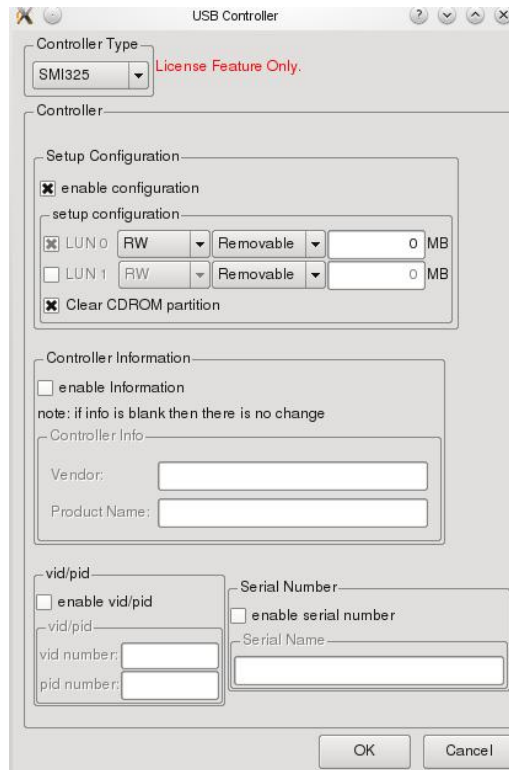 USB Controller
Controller Type
SMI325
License Feature Only.
Controller
Setup Configuration
enable configuration
setup configuration
LUN 0 RW Removable 0 MB
LUN 1 RW Removable 0 MB
Clear CDROM partition
Controller Information
enable Information
note: if info is blank then there is no change
Controller Info
Vendor:
Product Name:
vid/pid
enable vid/pid
vid/pid
vid number:
pid number:
Serial Number
enable serial number
Serial Name
OK
Cancel